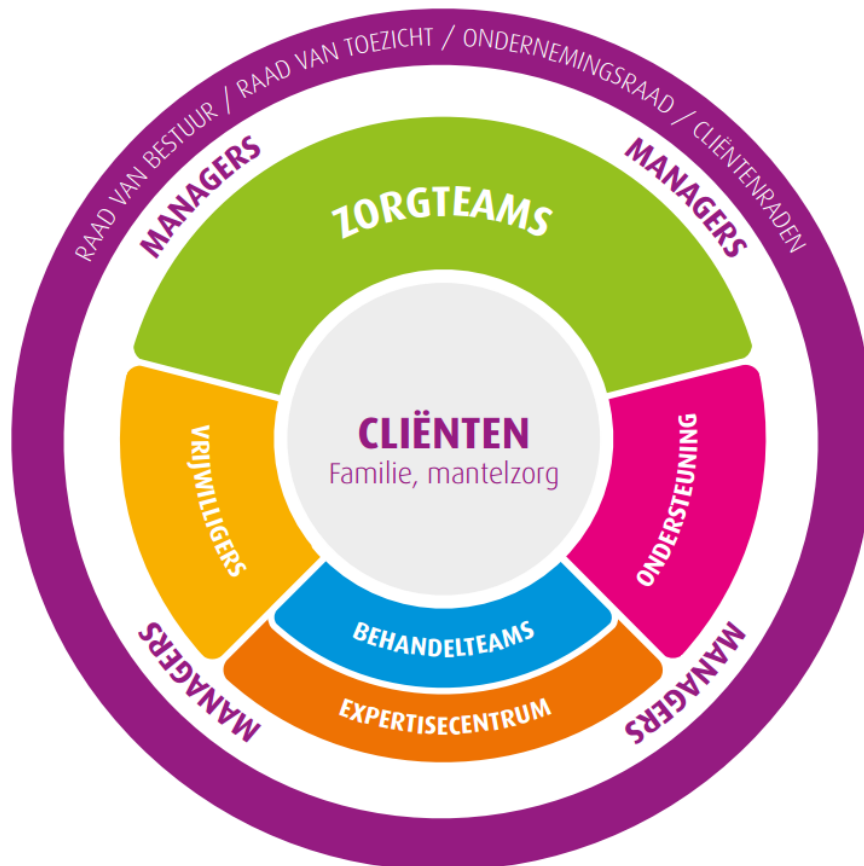 RAAD VAN BESTUUR / RAAD VAN TOEZICHT / ONDERNEMINGSRAAD / CLIËNTENRADEN
MANAGERS
MANAGERS
ZORGTEAMS
CLIËNTEN
Familie, mantelzorg
VRIJWILLIGERS
ONDERSTEUNING
BEHANDELTEAMS
EXPERTISECENTRUM
MANAGERS
MANAGERS